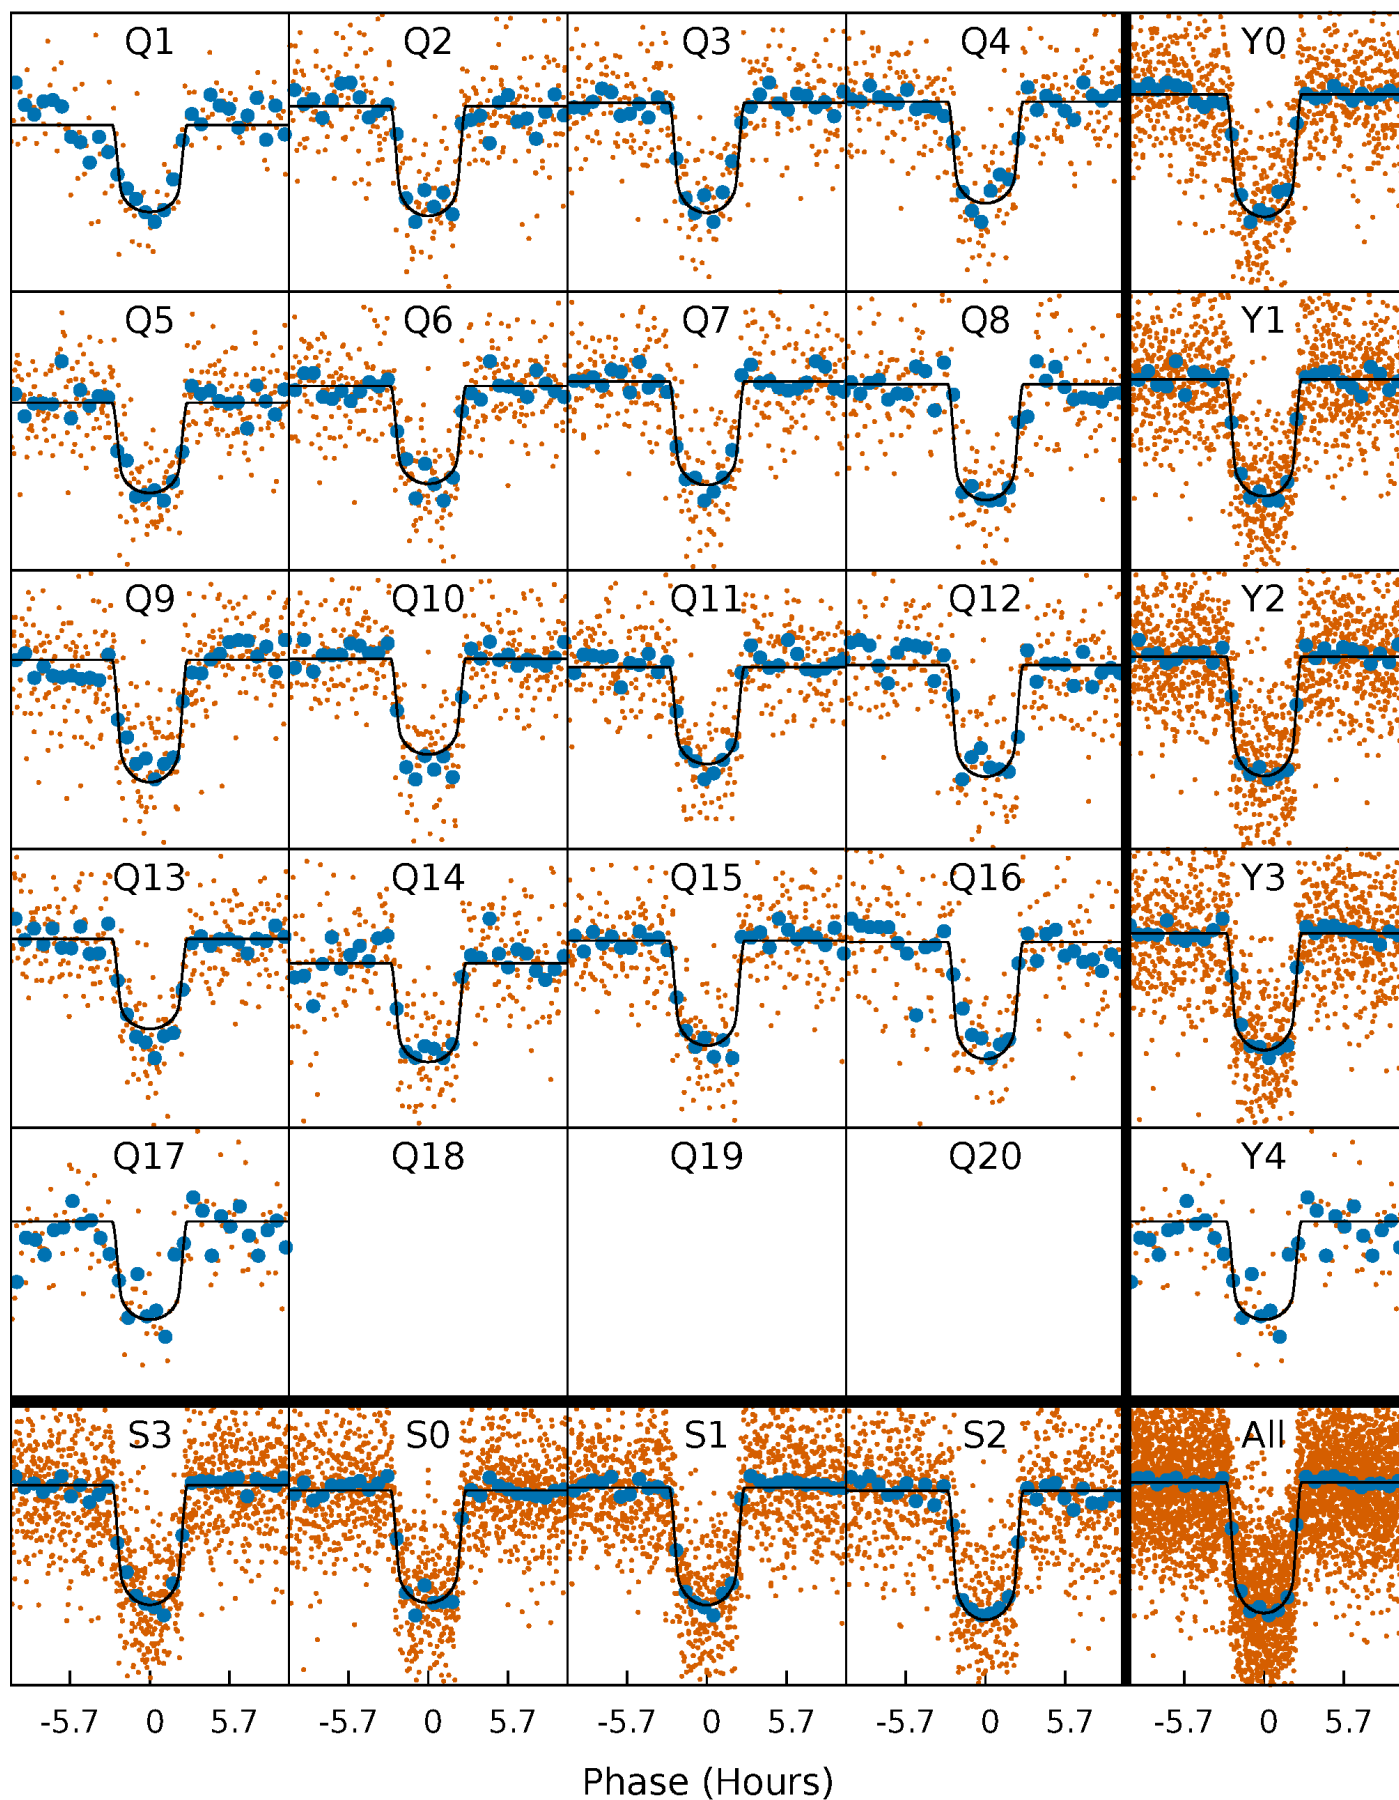 Q1 Q2 Q3 Q4 Y0
Q5 Q6 Q7 Q8 Y1
Q9 Q10 Q11 Q12 Y2
Q13 Q14 Q15 Q16 Y3
Q17 Q18 Q19 Q20 Y4
S3 S0 S1 S2 All
-5.7 0 5.7 -5.7 0 5.7 -5.7 0 5.7 -5.7 0 5.7 -5.7 0 5.7
Phase (Hours)